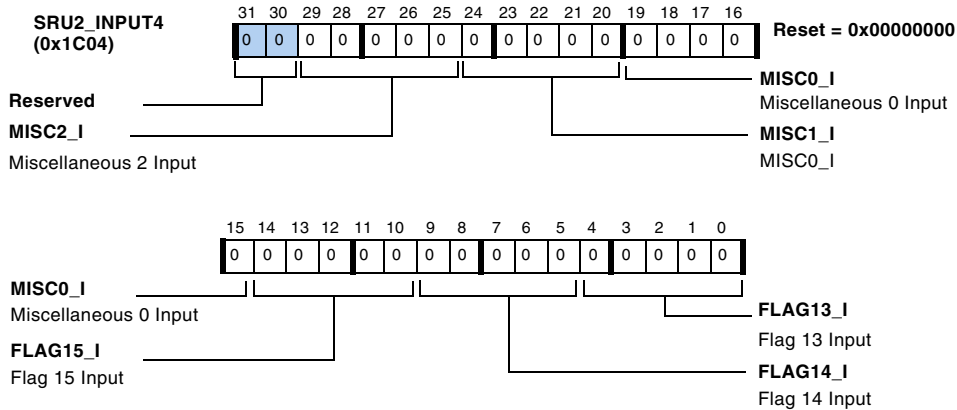 SRU2_INPUT4
(0x1C04)
31 30 29 28 27 26 25 24 23 22 21 20 19 18 17 16
0 0 0 0 0 0 0 0 0 0 0 0 0 0 0 0
Reset = 0x00000000
Reserved
MISC2_I
Miscellaneous 2 Input
MISC0_I
Miscellaneous 0 Input
MISC1_I
MISC0_I
15 14 13 12 11 10 9 8 7 6 5 4 3 2 1 0
0 0 0 0 0 0 0 0 0 0 0 0 0 0 0 0
MISC0_I
Miscellaneous 0 Input
FLAG15_I
Flag 15 Input
FLAG13_I
Flag 13 Input
FLAG14_I
Flag 14 Input